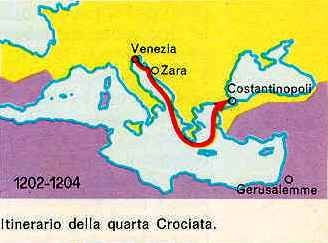 Venezia
Zara
Costantinopoli
1202-1204
Gerusalemme
Itinerario della quarta Crociata.